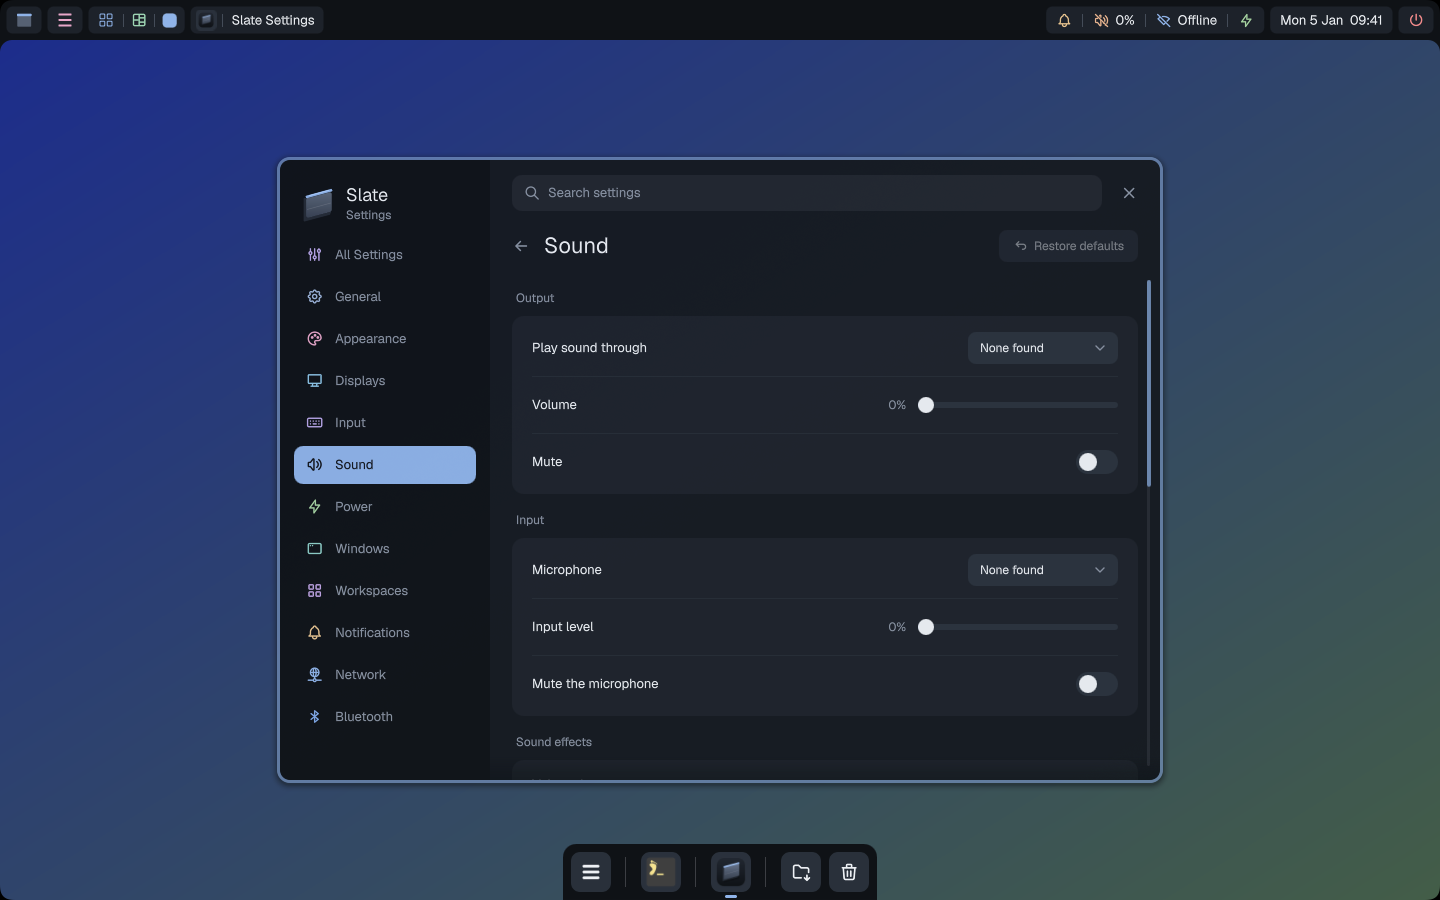 Slate Settings
0%
Offline
Mon 5 Jan 09:41
Slate
Settings
All Settings
General
Appearance
Displays
Input
Sound
Power
Windows
Workspaces
Notifications
Network
Bluetooth
Search settings
Sound
Restore defaults
Output
Play sound through
None found
Volume
0%
Mute
Input
Microphone
None found
Input level
0%
Mute the microphone
Sound effects